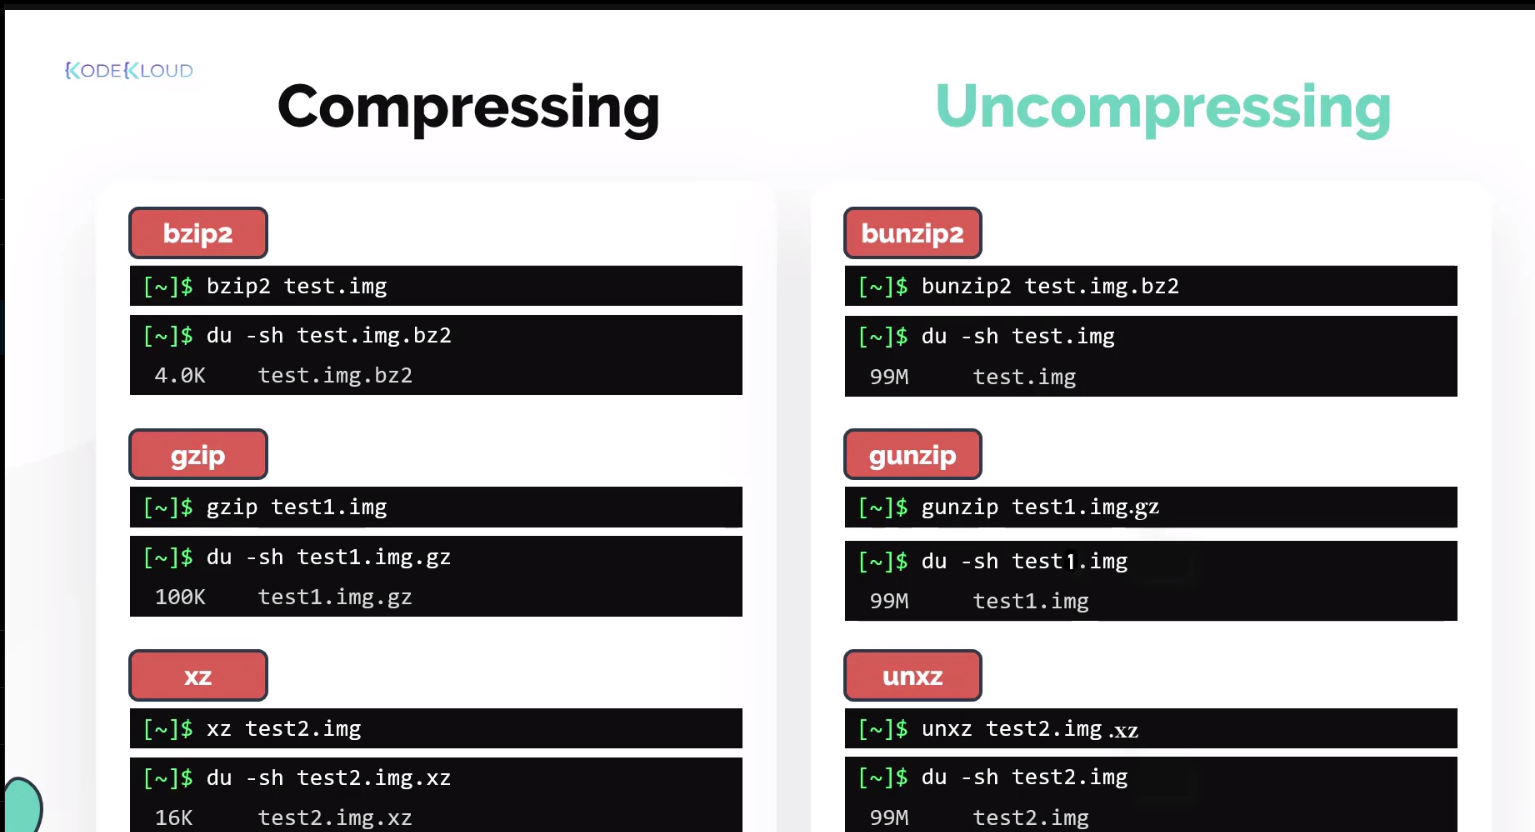 {KODE{KLOUD
Compressing
bzip2
[~]$ bzip2 test.img
[~]$ du -sh test.img.bz2
4.0K test.img.bz2
gzip
[~]$ gzip test1.img
[~]$ du -sh test1.img.gz
100K test1.img.gz
xz
[~]$ xz test2.img
[~]$ du -sh test2.img.xz
16K test2.img.xz
Uncompressing
bunzip2
[~]$ bunzip2 test.img.bz2
[~]$ du -sh test.img
99M test.img
gunzip
[~]$ gunzip test1.img.gz
[~]$ du -sh test1.img
99M test1.img
unxz
[~]$ unxz test2.img.xz
[~]$ du -sh test2.img
99M test2.img